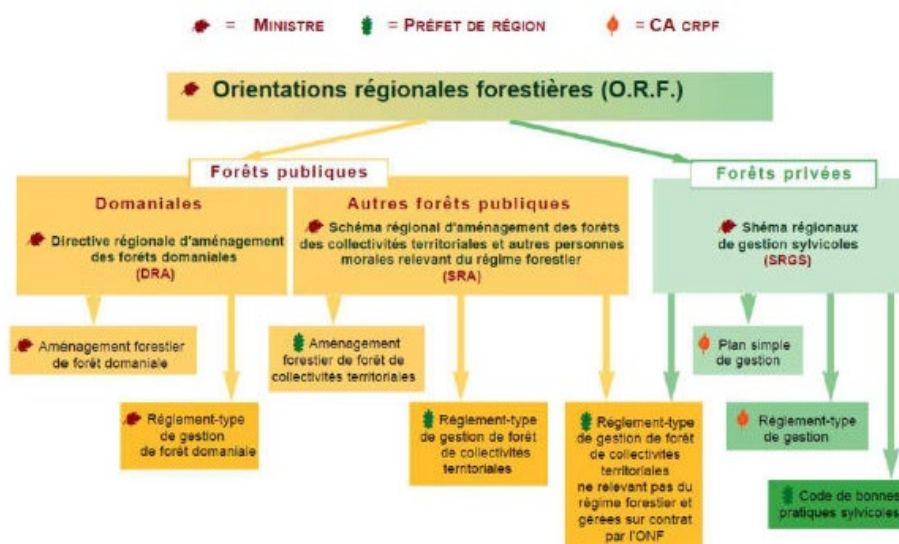 = MINISTRE = PRÉFET DE RÉGION = CA CRPF
Orientations régionales forestières (O.R.F.)
Forêts publiques
Domaniales
Directive régionale d'aménagement
des forêts domaniales
(DRA)
Autres forêts publiques
Schéma régional d'aménagement des forêts
des collectivités territoriales et autres personnes
morales relevant du régime forestier
(SRA)
Forêts privées
Shéma régionaux
de gestion sylvicoles
(SRGS)
Aménagement forestier
de forêt domaniale
Aménagement
forestier de forêt de
collectivités territoriales
Plan simple
de gestion
Réglement-type
de gestion
de forêt domaniale
Réglement-type
de gestion de forêt
de collectivités
territoriales
Réglement-type
de gestion de forêt
de collectivités
territoriales
ne relevant pas du
régime forestier et
gérées sur contrat
par l'ONF
Réglement-type
de gestion
Code de bonnes
pratiques sylvicoles